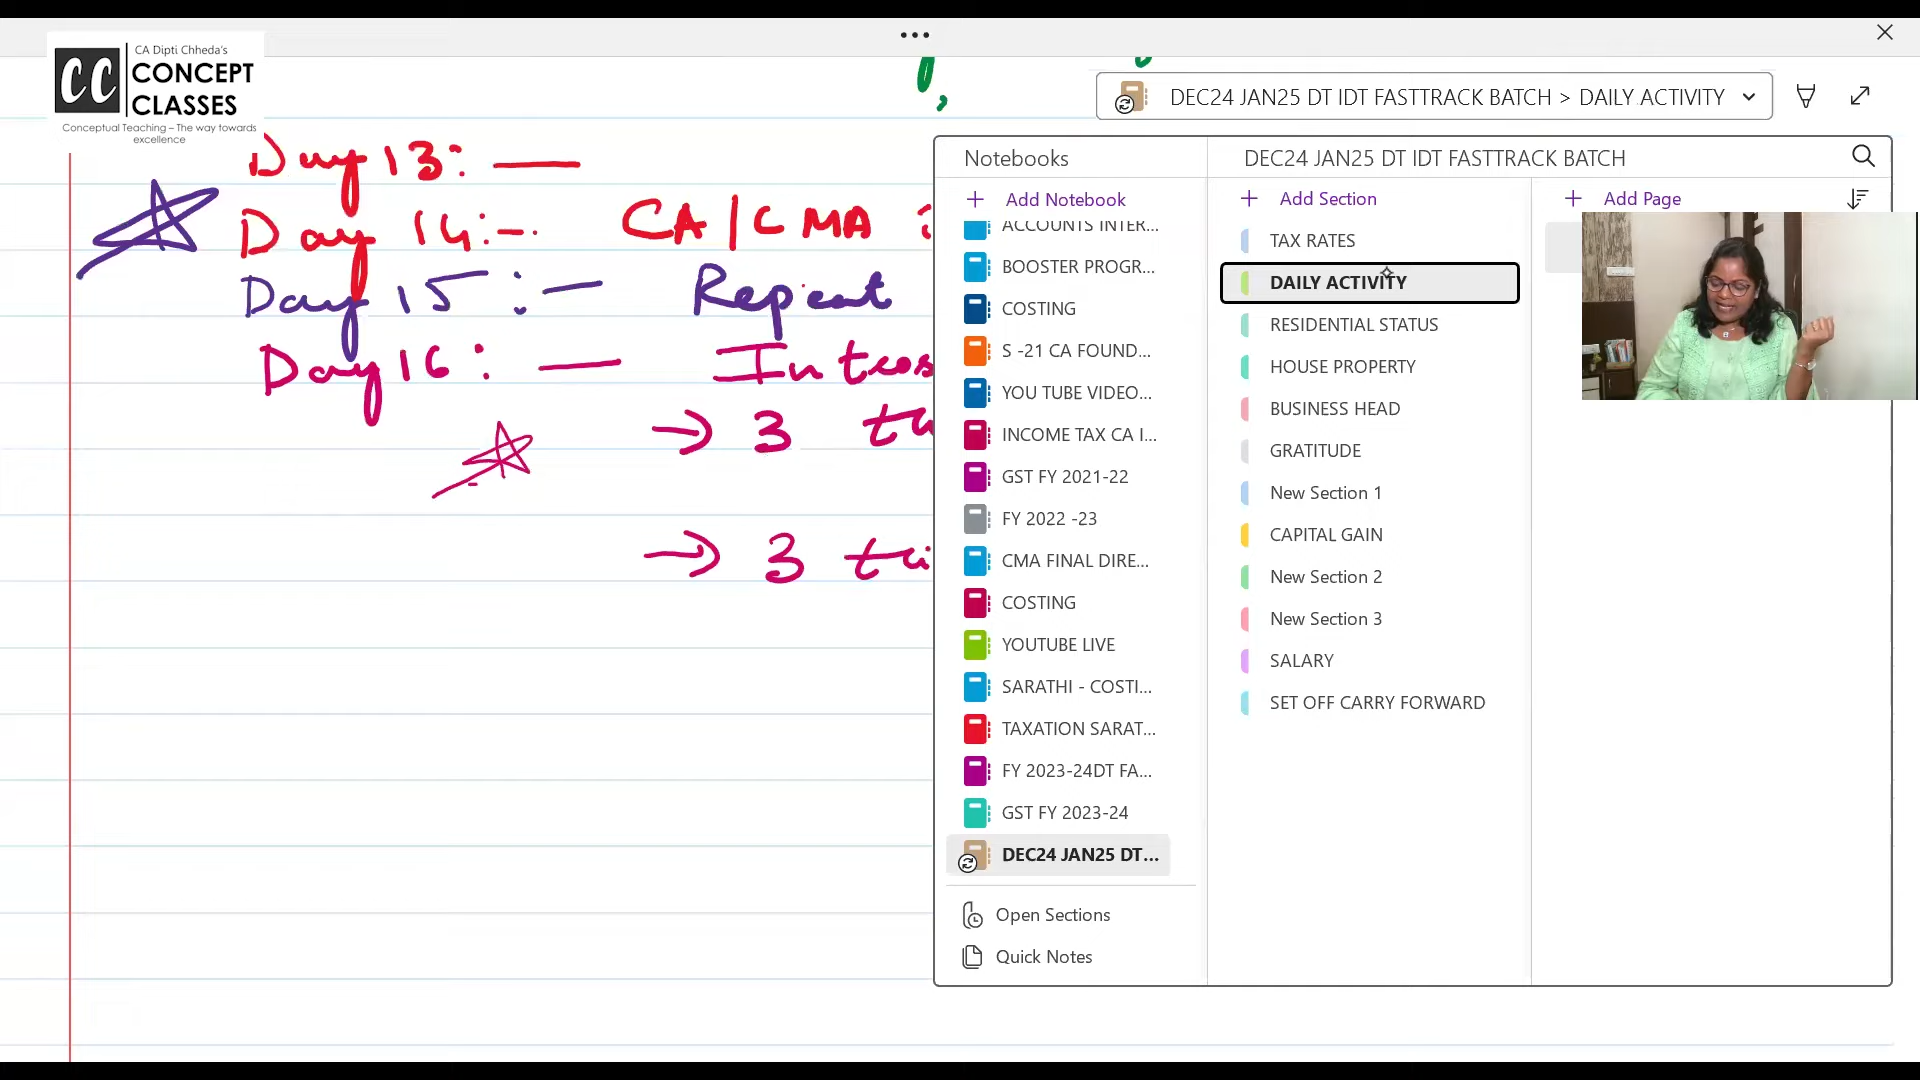 CA Dipti Chheda's
CC CONCEPT
CLASSES
Conceptual Teaching – The way towards
excellence
DEC24 JAN25 DT IDT FASTTRACK BATCH > DAILY ACTIVITY
Day 13: —
Day 14:- CA/CMA
Day 15:- Repeat
Day 16: —
→ 3
→ 3
Notebooks
Add Notebook
ACCOUNTS INTER...
BOOSTER PROGR...
COSTING
S -21 CA FOUND...
YOU TUBE VIDEO...
INCOME TAX CA I...
GST FY 2021-22
FY 2022 -23
CMA FINAL DIRE...
COSTING
YOUTUBE LIVE
SARATHI - COSTI...
TAXATION SARAT...
FY 2023-24DT FA...
GST FY 2023-24
DEC24 JAN25 DT...
Open Sections
Quick Notes
DEC24 JAN25 DT IDT FASTTRACK BATCH
Add Section
TAX RATES
DAILY ACTIVITY
RESIDENTIAL STATUS
HOUSE PROPERTY
BUSINESS HEAD
GRATITUDE
New Section 1
CAPITAL GAIN
New Section 2
New Section 3
SALARY
SET OFF CARRY FORWARD
Add Page